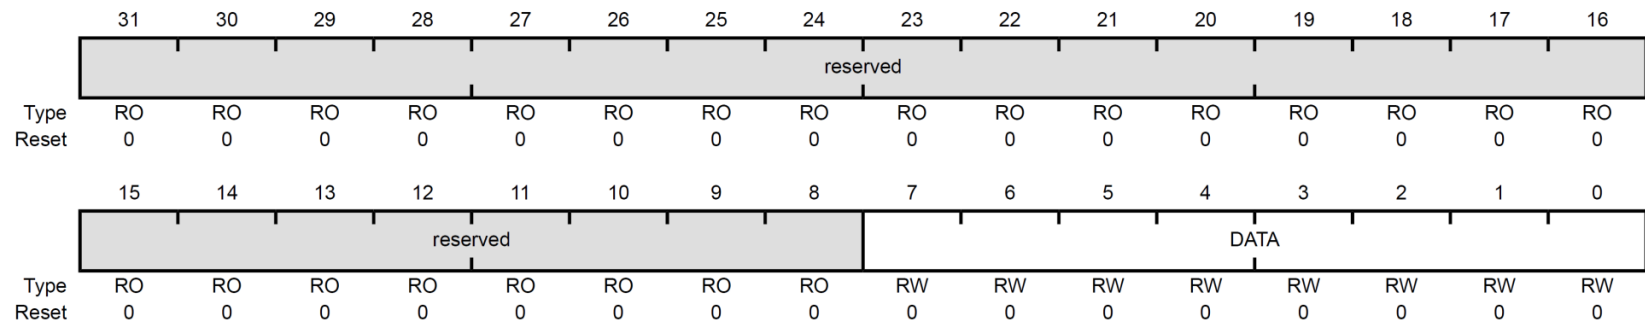 31 30 29 28 27 26 25 24 23 22 21 20 19 18 17 16
reserved
Type RO RO RO RO RO RO RO RO RO RO RO RO RO RO RO RO
Reset 0 0 0 0 0 0 0 0 0 0 0 0 0 0 0 0
15 14 13 12 11 10 9 8 7 6 5 4 3 2 1 0
reserved DATA
Type RO RO RO RO RO RO RO RO RW RW RW RW RW RW RW RW
Reset 0 0 0 0 0 0 0 0 0 0 0 0 0 0 0 0